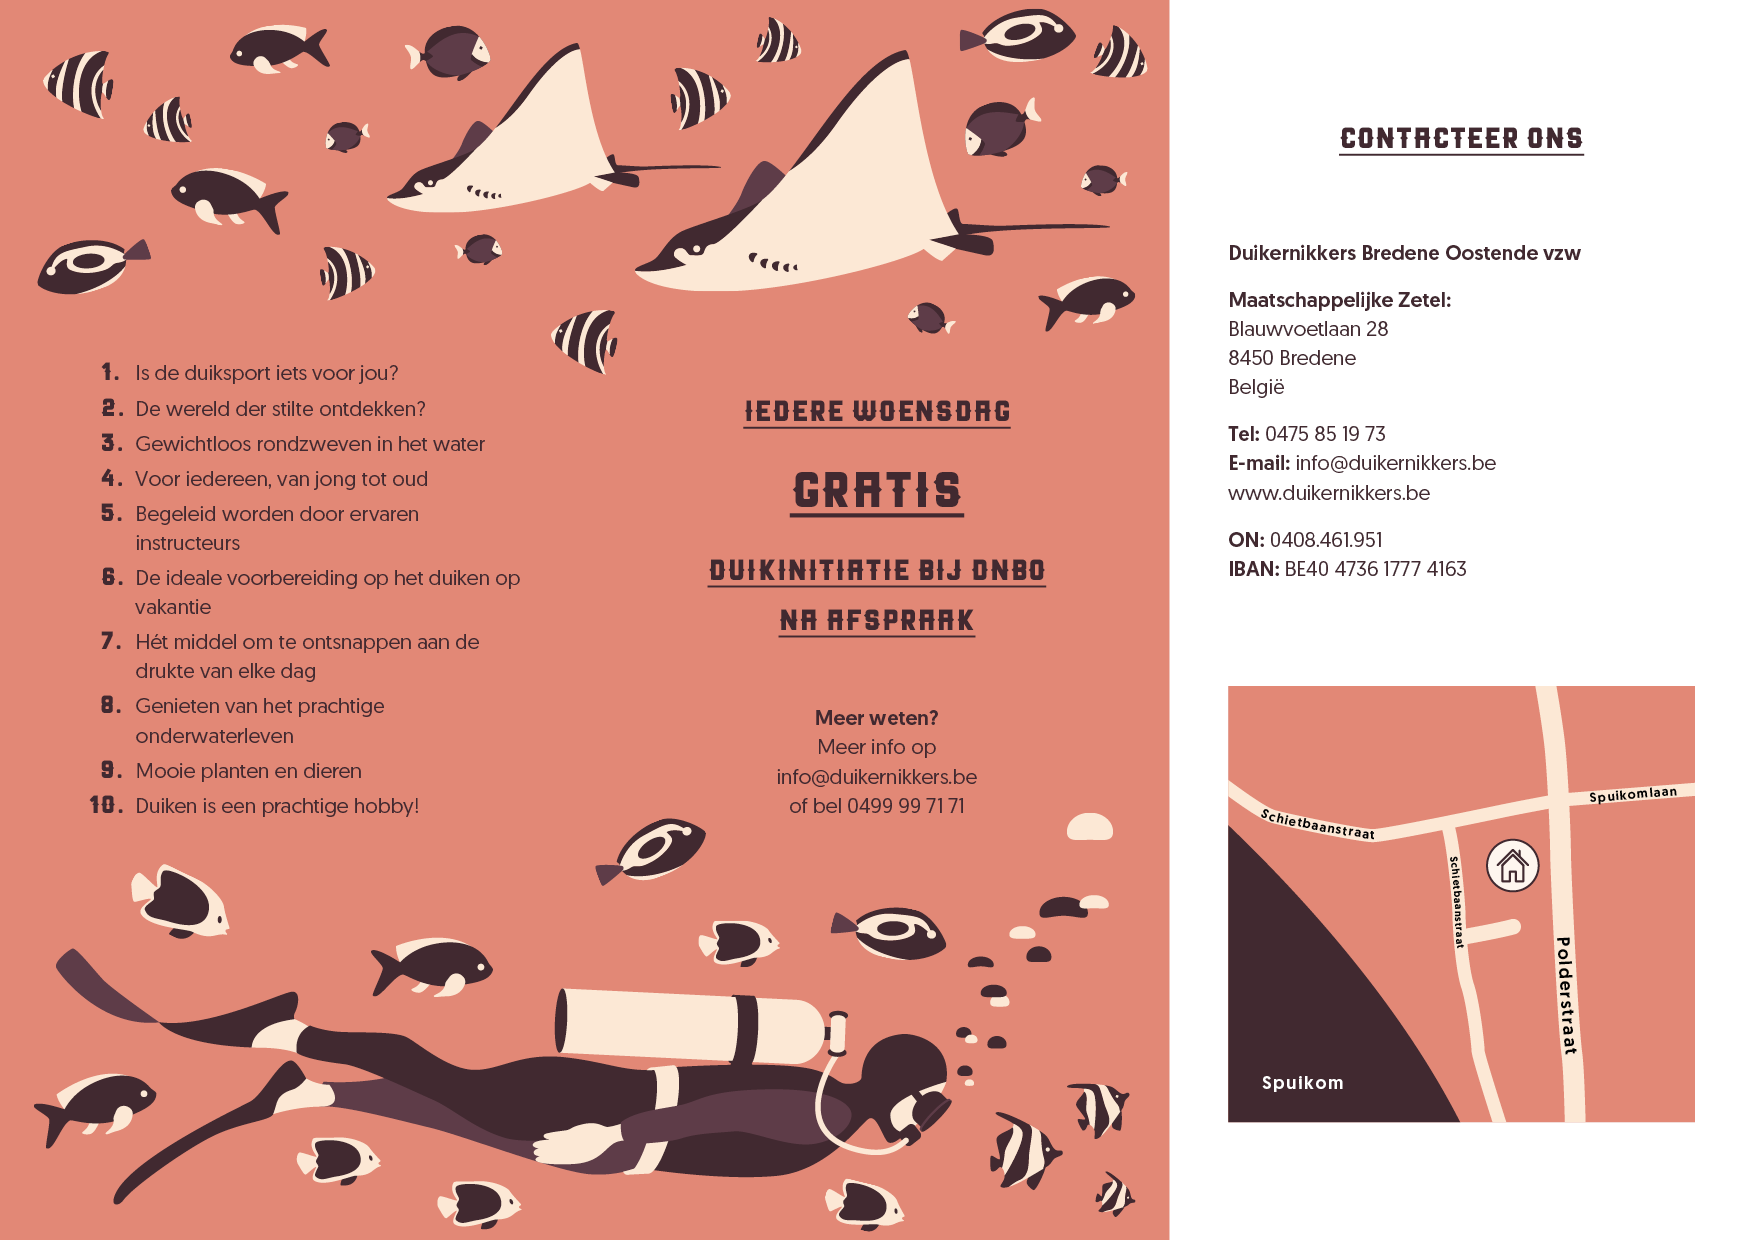 1. Is de duiksport iets voor jou?
2. De wereld der stilte ontdekken?
3. Gewichtloos rondzweven in het water
4. Voor iedereen, van jong tot oud
5. Begeleid worden door ervaren
instructeurs
6. De ideale voorbereiding op het duiken op
vakantie
7. Hét middel om te ontsnappen aan de
drukte van elke dag
8. Genieten van het prachtige
onderwaterleven
9. Mooie planten en dieren
10. Duiken is een prachtige hobby!
IEDERE WOENSDAG
GRATIS
DUIKINITIATIE BIJ DNBO
NA AFSPRAAK
Meer weten?
Meer info op
info@duikernikkers.be
of bel 0499 99 71 71
CONTACTEER ONS
Duikernikkers Bredene Oostende vzw
Maatschappelijke Zetel:
Blauwvoetlaan 28
8450 Bredene
België
Tel: 0475 85 19 73
E-mail: info@duikernikkers.be
www.duikernikkers.be
ON: 0408.461.951
IBAN: BE40 4736 1777 4163
Spuikomlaan
Schietbaanstraat
Schietbaanstraat
Polderstraat
Spuikom